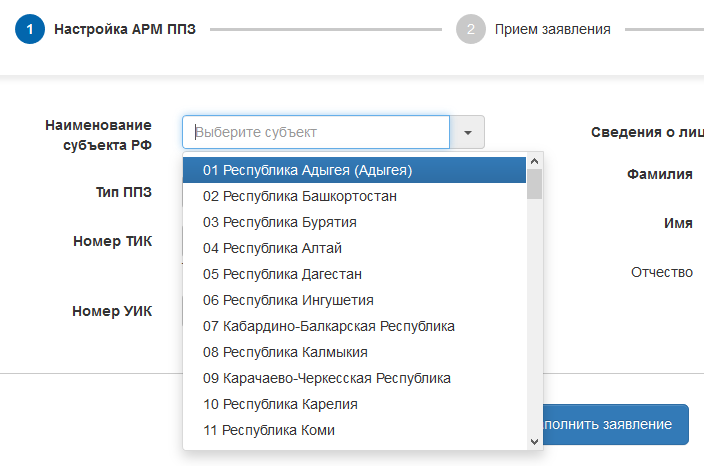 1 Настройка АРМ ППЗ
2 Прием заявления
Наименование
субъекта РФ
Выберите субъект
Сведения о
01 Республика Адыгея (Адыгея)
Фамилия
Тип ППЗ
02 Республика Башкортостан
03 Республика Бурятия
Имя
Номер ТИК
04 Республика Алтай
05 Республика Дагестан
Отчество
06 Республика Ингушетия
Номер УИК
07 Кабардино-Балкарская Республика
08 Республика Калмыкия
09 Карачаево-Черкесская Республика
10 Республика Карелия
11 Республика Коми
заявление